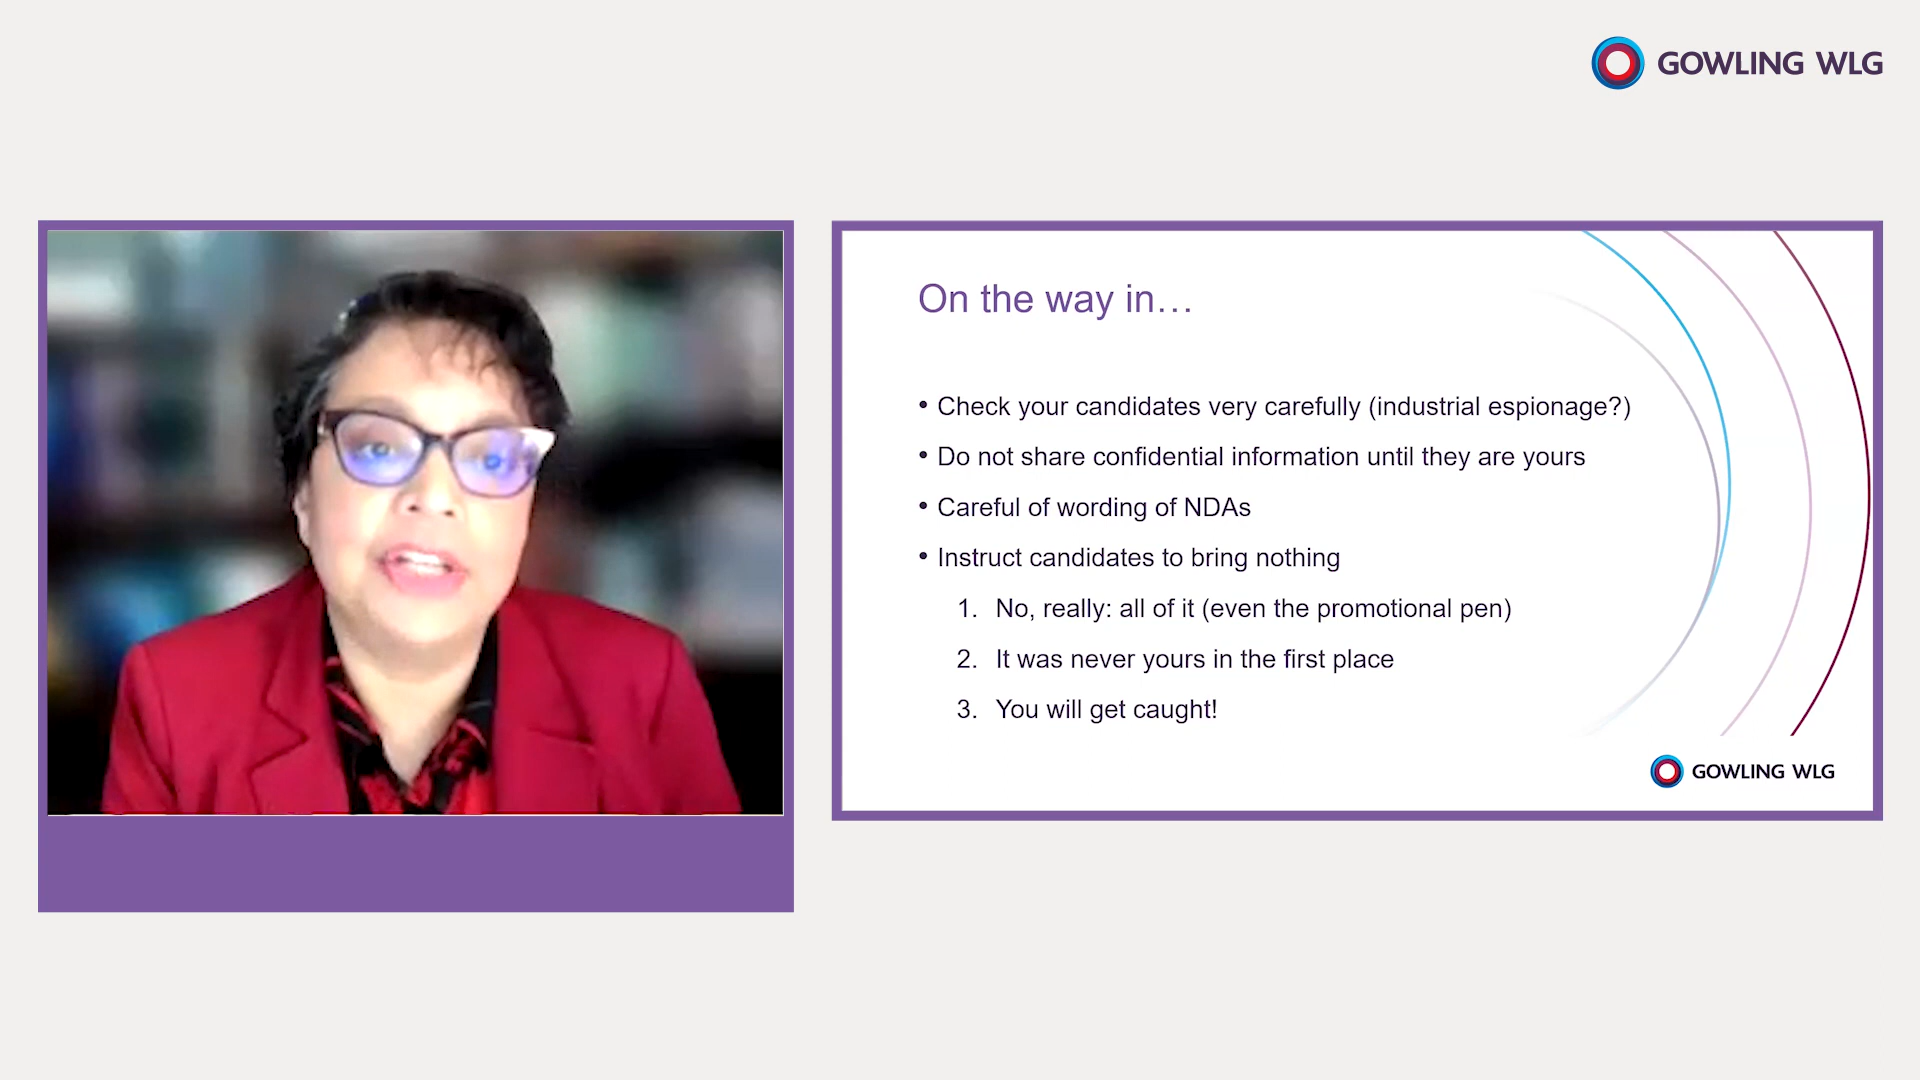 GOWLING WLG
On the way in…
• Check your candidates very carefully (industrial espionage?)
• Do not share confidential information until they are yours
• Careful of wording of NDAs
• Instruct candidates to bring nothing
1. No, really: all of it (even the promotional pen)
2. It was never yours in the first place
3. You will get caught!
GOWLING WLG